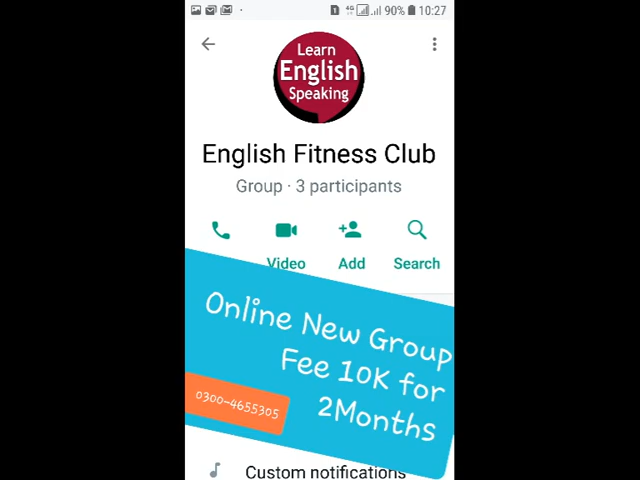 90% 10:27
Learn
English
Speaking
English Fitness Club
Group · 3 participants
Video Add Search
Online New Group
Fee 10K for
2Months
0300-4655305
Custom notifications